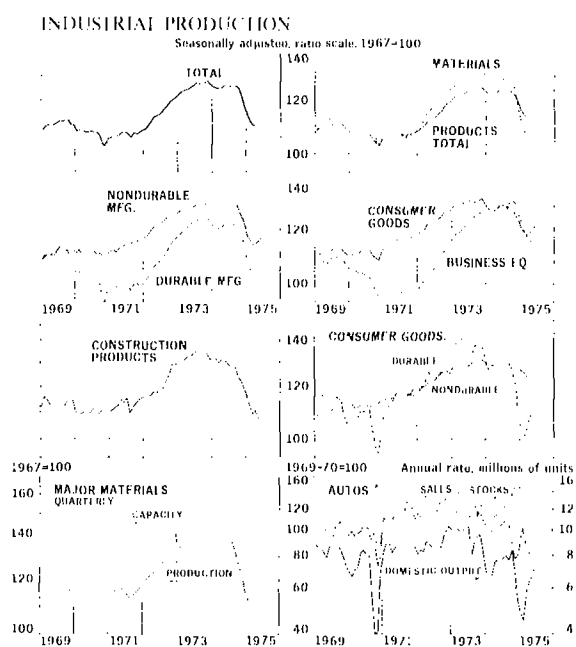 INDUSTRIAL PRODUCTION
Seasonally adjusted, ratio scale, 1967=100
TOTAL
140
120
100
MATERIALS
PRODUCTS
TOTAL
NONDURABLE
MFG.
DURABLE MFG
140
120
100
CONSUMER
GOODS
BUSINESS EQ
1969 1971 1973 1975
1969 1971 1973 1975
CONSTRUCTION
PRODUCTS
140
120
100
CONSUMER GOODS.
DURABLE
NONDURABLE
1967=100
160
140
120
100
MAJOR MATERIALS
QUARTERLY
CAPACITY
PRODUCTION
1969 1971 1973 1975
1969-70=100 Annual rate, millions of units
160
120
100
80
60
40
AUTOS *
SALES STOCKS
DOMESTIC OUTPUT
16
12
10
8
6
4
1969 1971 1973 1975